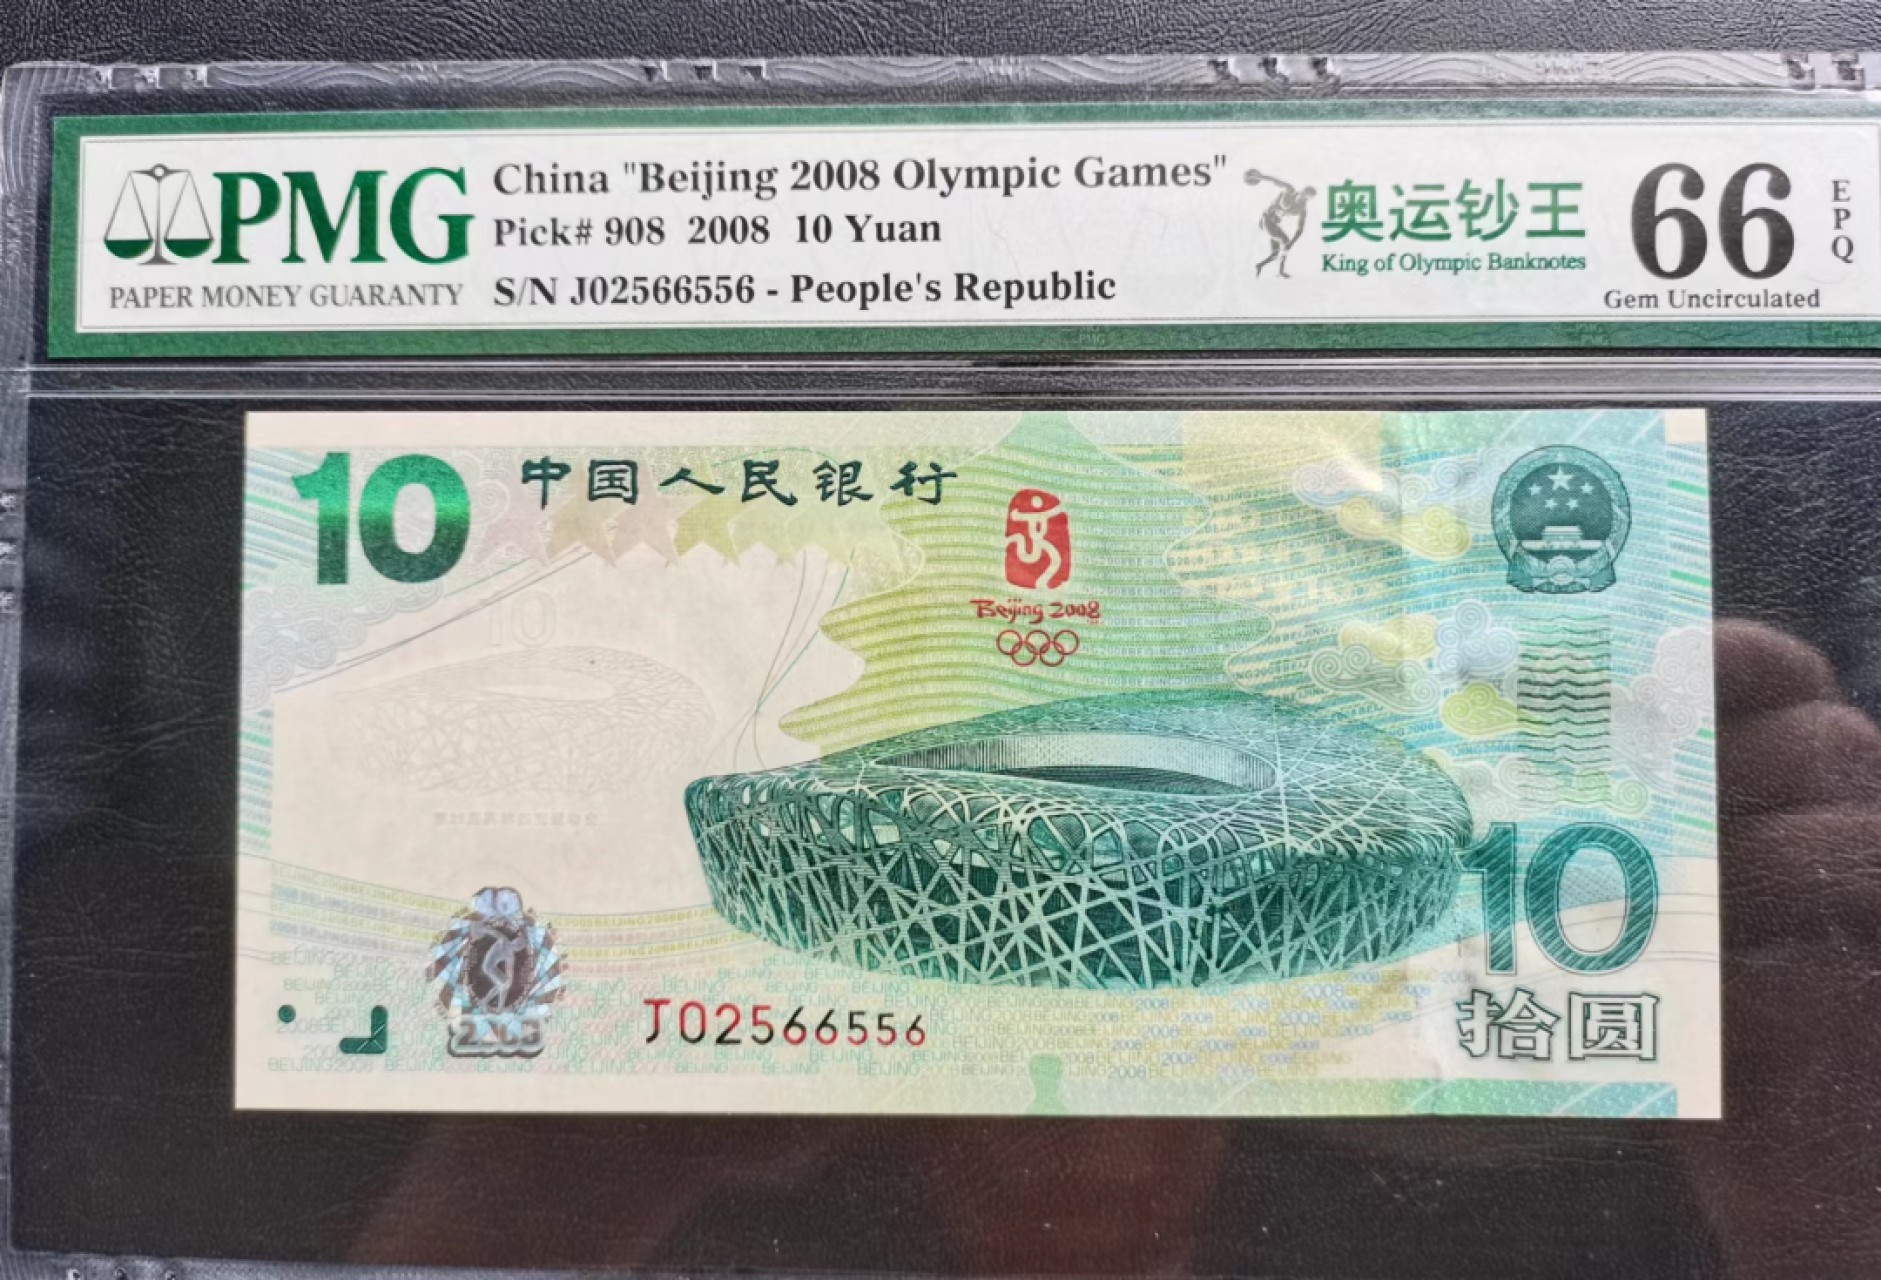 PMG
PAPER MONEY GUARANTY
China "Beijing 2008 Olympic Games"
Pick# 908 2008 10 Yuan
S/N J02566556 - People's Republic
奥运钞王
King of Olympic Banknotes
66
EPQ
Gem Uncirculated
10
中国人民银行
Beijing 2008
10
J02566556
10
拾圆